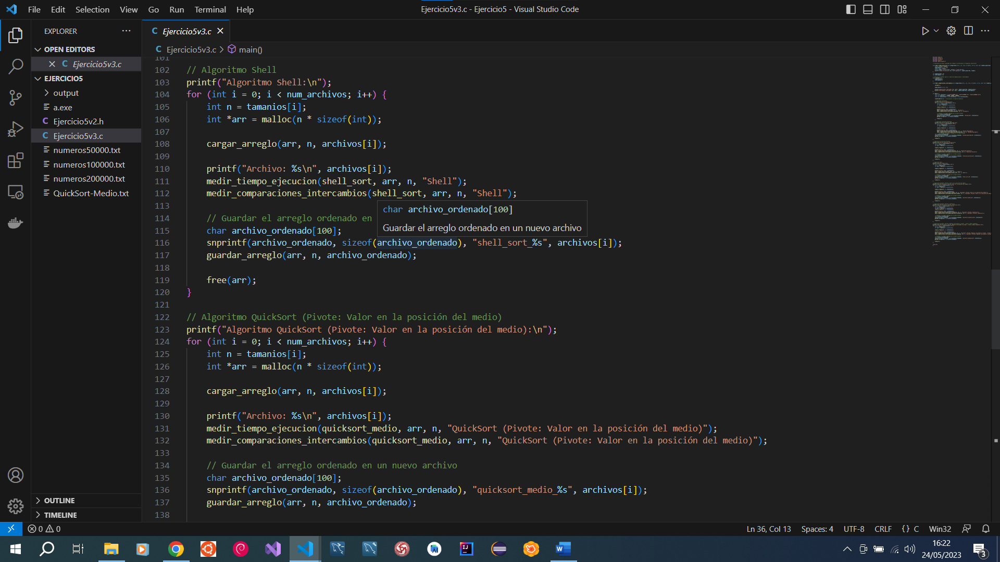 File Edit Selection View Go Run Terminal Help
Ejercicio5v3.c - Ejercicio5 - Visual Studio Code
EXPLORER
OPEN EDITORS
C Ejercicio5v3.c
EJERCICIO5
output
a.exe
C Ejercicio5v2.h
C Ejercicio5v3.c
numeros50000.txt
numeros100000.txt
numeros200000.txt
QuickSort-Medio.txt
OUTLINE
TIMELINE
C Ejercicio5v3.c
C Ejercicio5v3.c > main()
101
102 // Algoritmo Shell
103 printf("Algoritmo Shell:\n");
104 for (int i = 0; i < num_archivos; i++) {
105 int n = tamanios[i];
106 int *arr = malloc(n * sizeof(int));
107
108 cargar_arreglo(arr, n, archivos[i]);
109
110 printf("Archivo: %s\n", archivos[i]);
111 medir_tiempo_ejecucion(shell_sort, arr, n, "Shell");
112 medir_comparaciones_intercambios(shell_sort, arr, n, "Shell");
113
char archivo_ordenado[100]
114 // Guardar el arreglo ordenado en
Guardar el arreglo ordenado en un nuevo archivo
115 char archivo_ordenado[100];
116 snprintf(archivo_ordenado, sizeof(archivo_ordenado), "shell_sort_%s", archivos[i]);
117 guardar_arreglo(arr, n, archivo_ordenado);
118
119 free(arr);
120 }
121
122 // Algoritmo QuickSort (Pivote: Valor en la posición del medio)
123 printf("Algoritmo QuickSort (Pivote: Valor en la posición del medio):\n");
124 for (int i = 0; i < num_archivos; i++) {
125 int n = tamanios[i];
126 int *arr = malloc(n * sizeof(int));
127
128 cargar_arreglo(arr, n, archivos[i]);
129
130 printf("Archivo: %s\n", archivos[i]);
131 medir_tiempo_ejecucion(quicksort_medio, arr, n, "QuickSort (Pivote: Valor en la posición del medio)");
132 medir_comparaciones_intercambios(quicksort_medio, arr, n, "QuickSort (Pivote: Valor en la posición del medio)");
133
134 // Guardar el arreglo ordenado en un nuevo archivo
135 char archivo_ordenado[100];
136 snprintf(archivo_ordenado, sizeof(archivo_ordenado), "quicksort_medio_%s", archivos[i]);
137 guardar_arreglo(arr, n, archivo_ordenado);
138
0 0
Ln 36, Col 13 Spaces: 4 UTF-8 CRLF {} C Win32
16:22
24/05/2023
3